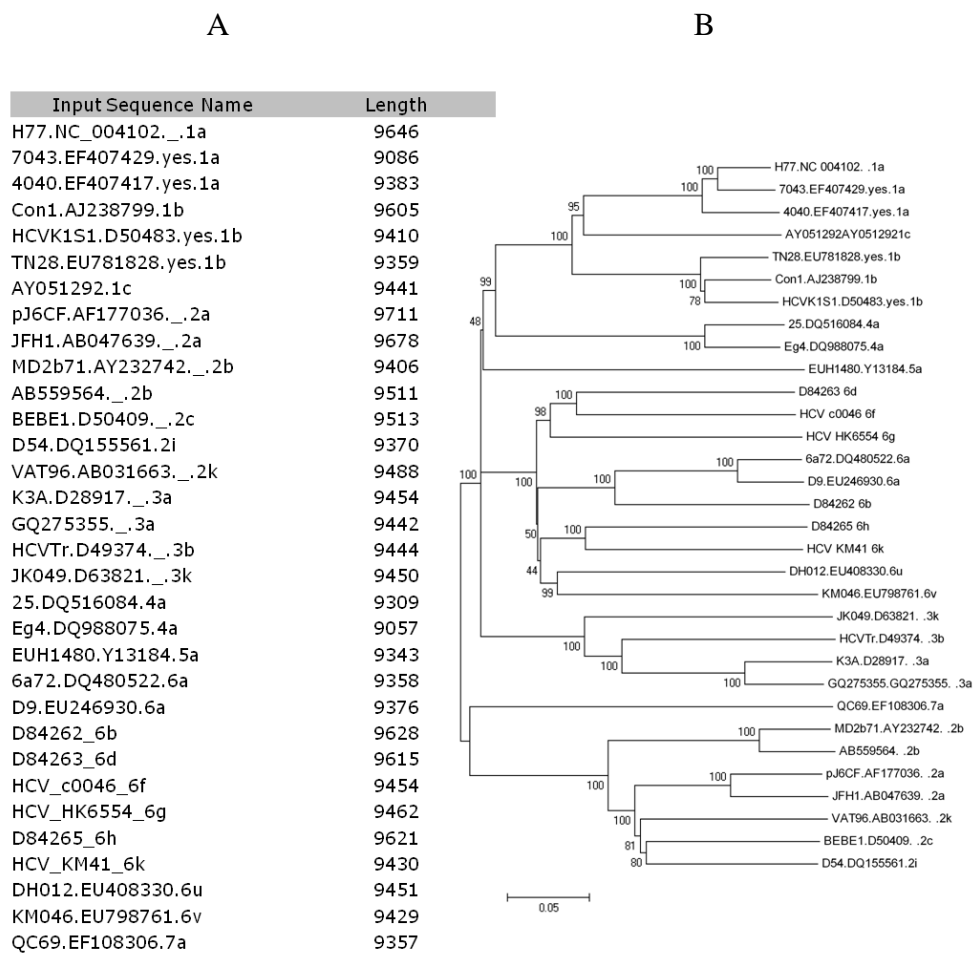 A
B
Input Sequence Name Length
H77.NC_004102._.1a 9646
7043.EF407429.yes.1a 9086
4040.EF407417.yes.1a 9383
Con1.AJ238799.1b 9605
HCVK1S1.D50483.yes.1b 9410
TN28.EU781828.yes.1b 9359
AY051292.1c 9441
pJ6CF.AF177036._.2a 9711
JFH1.AB047639._.2a 9678
MD2b71.AY232742._.2b 9406
AB559564._.2b 9511
BEBE1.D50409._.2c 9513
D54.DQ155561.2i 9370
VAT96.AB031663._.2k 9488
K3A.D28917._.3a 9454
GQ275355._.3a 9442
HCVTr.D49374._.3b 9444
JK049.D63821._.3k 9450
25.DQ516084.4a 9309
Eg4.DQ988075.4a 9057
EUH1480.Y13184.5a 9343
6a72.DQ480522.6a 9358
D9.EU246930.6a 9376
D84262_6b 9628
D84263_6d 9615
HCV_c0046_6f 9454
HCV_HK6554_6g 9462
D84265_6h 9621
HCV_KM41_6k 9430
DH012.EU408330.6u 9451
KM046.EU798761.6v 9429
QC69.EF108306.7a 9357
100 H77.NC 004102. .1a
100 7043.EF407429.yes.1a
95 4040.EF407417.yes.1a
100 AY051292AY0512921c
TN28.EU781828.yes.1b
99 100 Con1.AJ238799.1b
78 HCVK1S1.D50483.yes.1b
48 25.DQ516084.4a
100 Eg4.DQ988075.4a
EUH1480.Y13184.5a
100 D84263 6d
98 HCV c0046 6f
HCV HK6554 6g
100 6a72.DQ480522.6a
100 100 100 D9.EU246930.6a
D84262 6b
100 D84265 6h
50 HCV KM41 6k
44 DH012.EU408330.6u
99 KM046.EU798761.6v
JK049.D63821. .3k
100 HCVTr.D49374. .3b
100 K3A.D28917. .3a
100 GQ275355.GQ275355. .3a
QC69.EF108306.7a
100 MD2b71.AY232742. .2b
AB559564. .2b
100 100 pJ6CF.AF177036. .2a
JFH1.AB047639. .2a
100 VAT96.AB031663. .2k
81 BEBE1.D50409. .2c
80 D54.DQ155561.2i
0.05